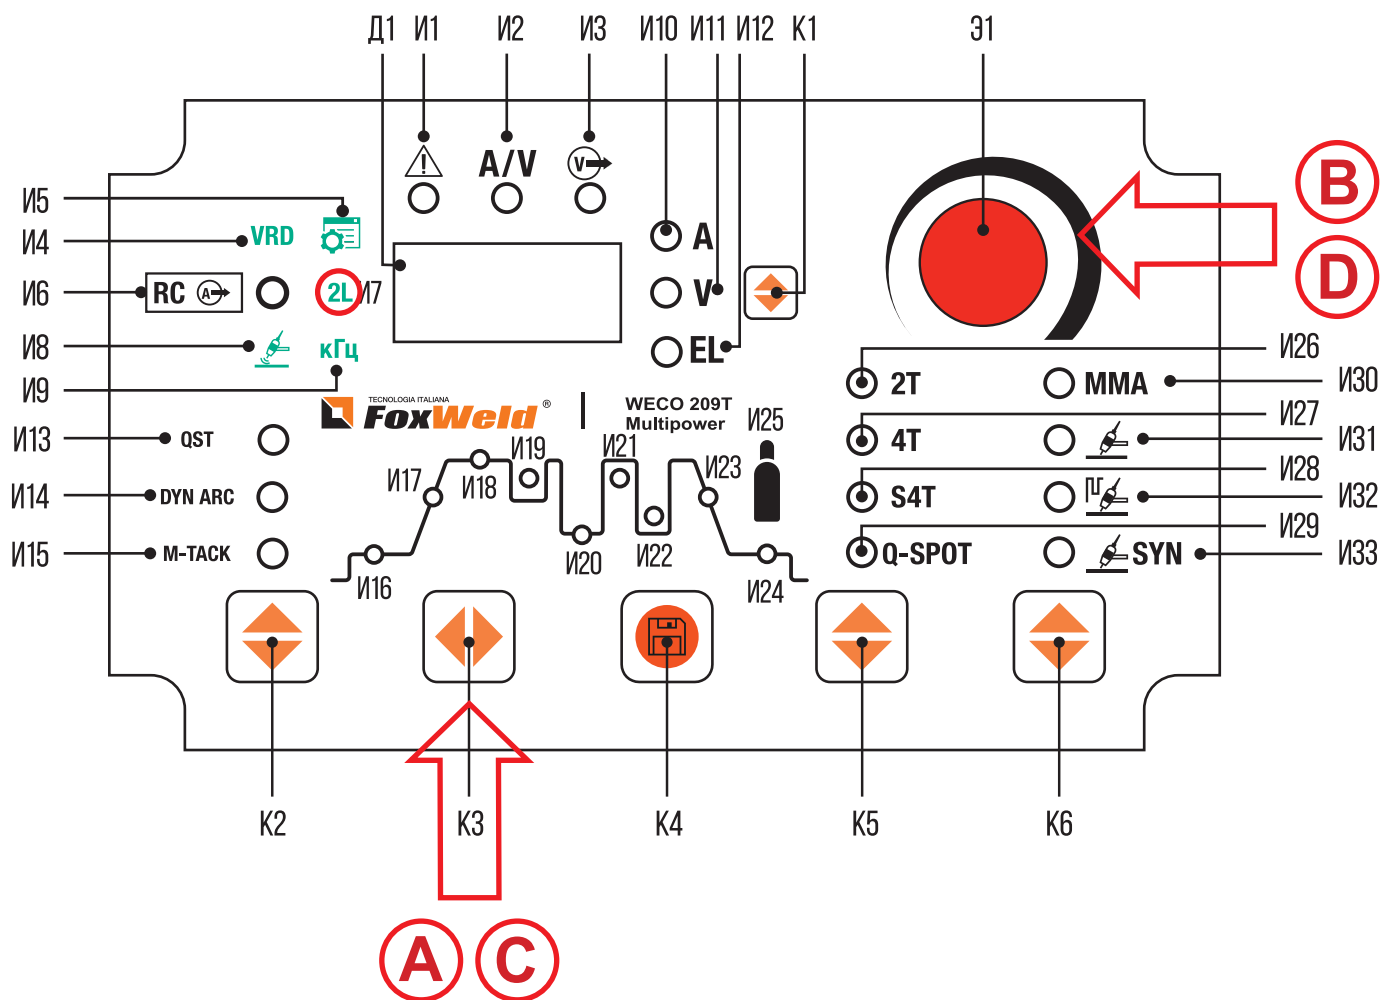 Д1 И1 И2 И3 И10 И11 И12 К1 Э1
A/V
V
B
И5
И4 VRD
A
D
И6 RC A 2L И7
V
И8
кГц
EL
И9
И26
2T MMA И30
TECNOLOGIA ITALIANA
FoxWeld ®
WECO 209T
Multipower
И25
И27
И13 QST
4T И31
И19 И21
И17 И18 И23
И28
И14 DYN ARC
S4T И32
И29
И15 M-TACK
И20 И22
Q-SPOT SYN И33
И16 И24
К2 К3 К4 К5 К6
A C